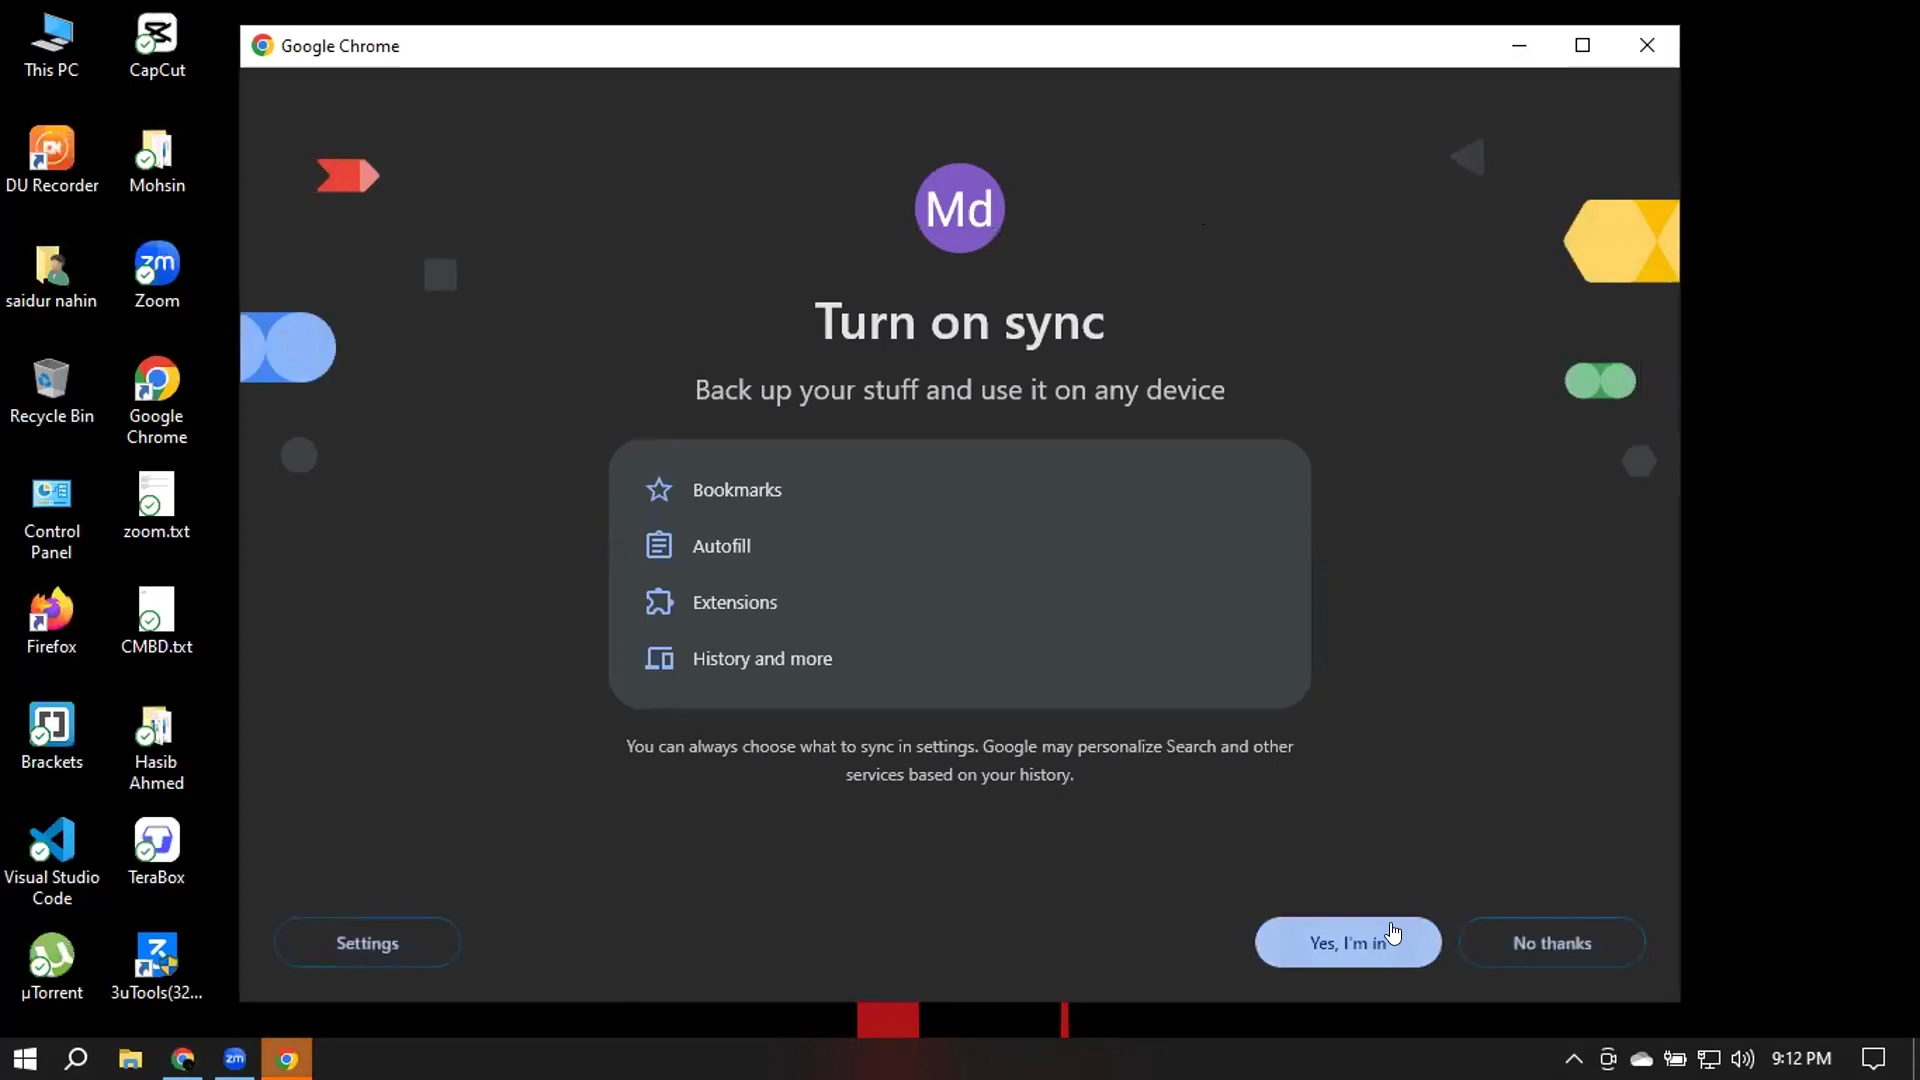 This PC
CapCut
DU Recorder
Mohsin
saidur nahin
zm
Zoom
Recycle Bin
Google
Chrome
Control
Panel
zoom.txt
Firefox
CMBD.txt
Brackets
Hasib
Ahmed
Visual Studio
Code
TeraBox
µTorrent
3uTools(32...
Google Chrome
Md
Turn on sync
Back up your stuff and use it on any device
Bookmarks
Autofill
Extensions
History and more
You can always choose what to sync in settings. Google may personalize Search and other
services based on your history.
Settings
Yes, I'm in
No thanks
zm
9:12 PM